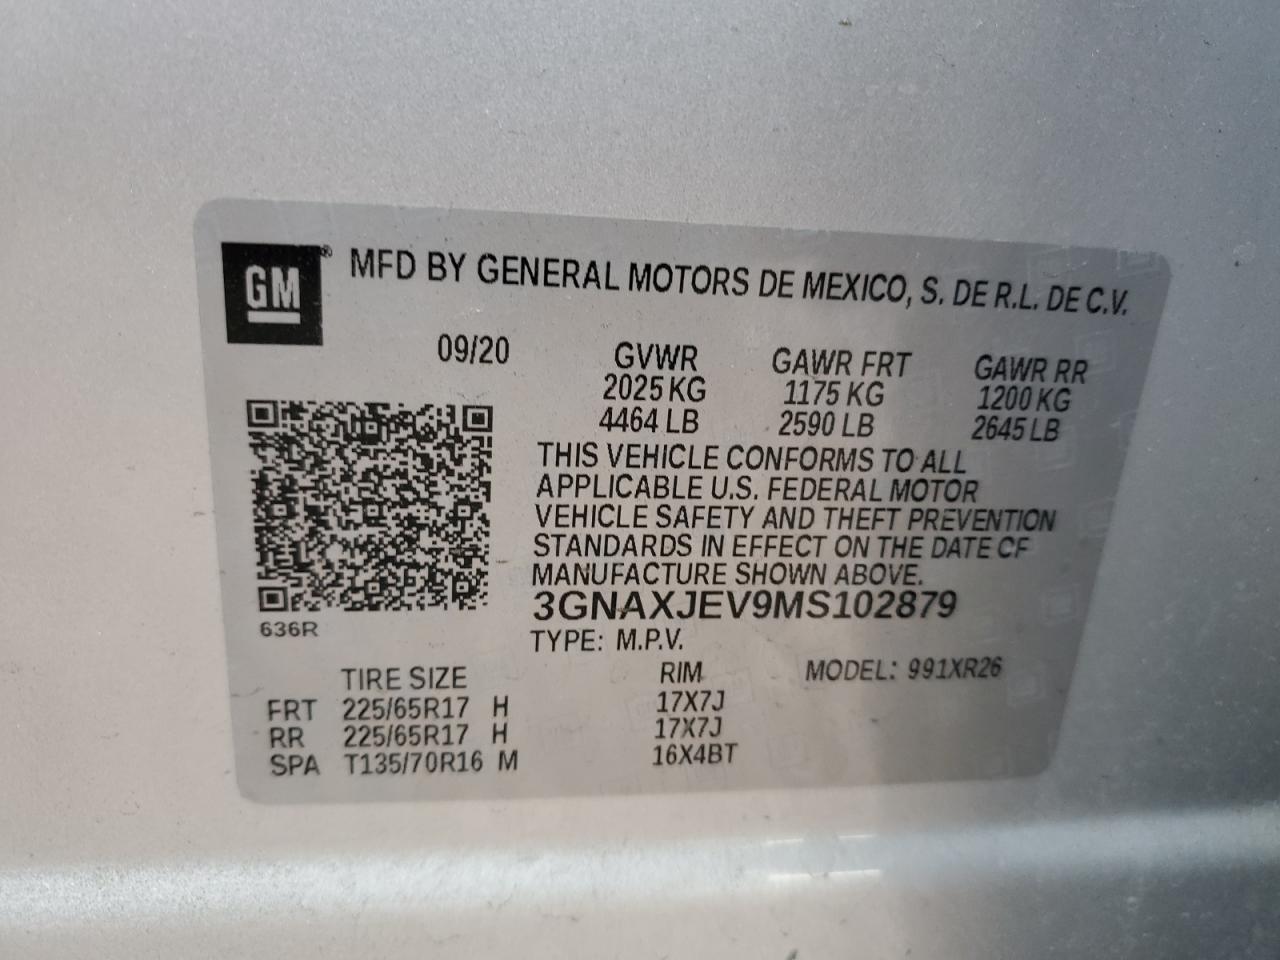 GM ® MFD BY GENERAL MOTORS DE MEXICO, S. DE R.L. DE C.V.
09/20 GVWR GAWR FRT GAWR RR
2025 KG 1175 KG 1200 KG
4464 LB 2590 LB 2645 LB
THIS VEHICLE CONFORMS TO ALL
APPLICABLE U.S. FEDERAL MOTOR
VEHICLE SAFETY AND THEFT PREVENTION
STANDARDS IN EFFECT ON THE DATE OF
MANUFACTURE SHOWN ABOVE.
3GNAXJEV9MS102879
636R
TYPE: M.P.V.
TIRE SIZE RIM MODEL: 991XR26
FRT 225/65R17 H 17X7J
RR 225/65R17 H 17X7J
SPA T135/70R16 M 16X4BT